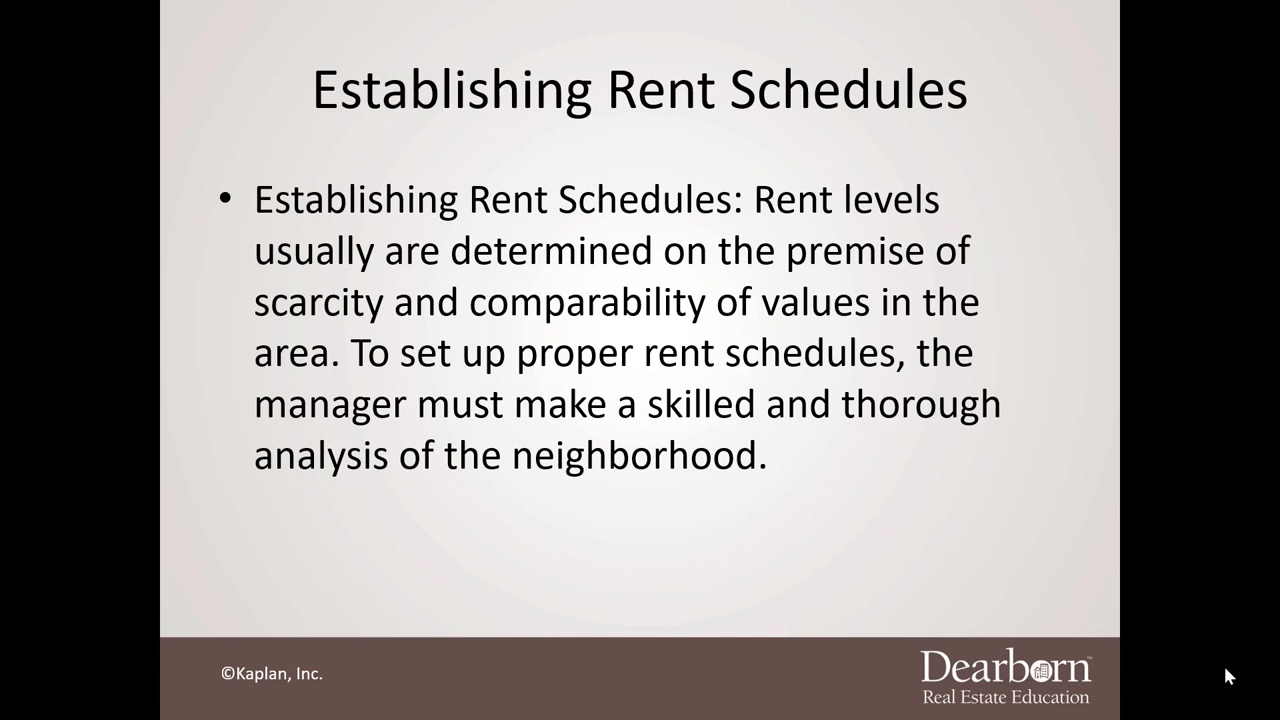 Establishing Rent Schedules
• Establishing Rent Schedules: Rent levels
usually are determined on the premise of
scarcity and comparability of values in the
area. To set up proper rent schedules, the
manager must make a skilled and thorough
analysis of the neighborhood.
©Kaplan, Inc.
Dearborn™
Real Estate Education